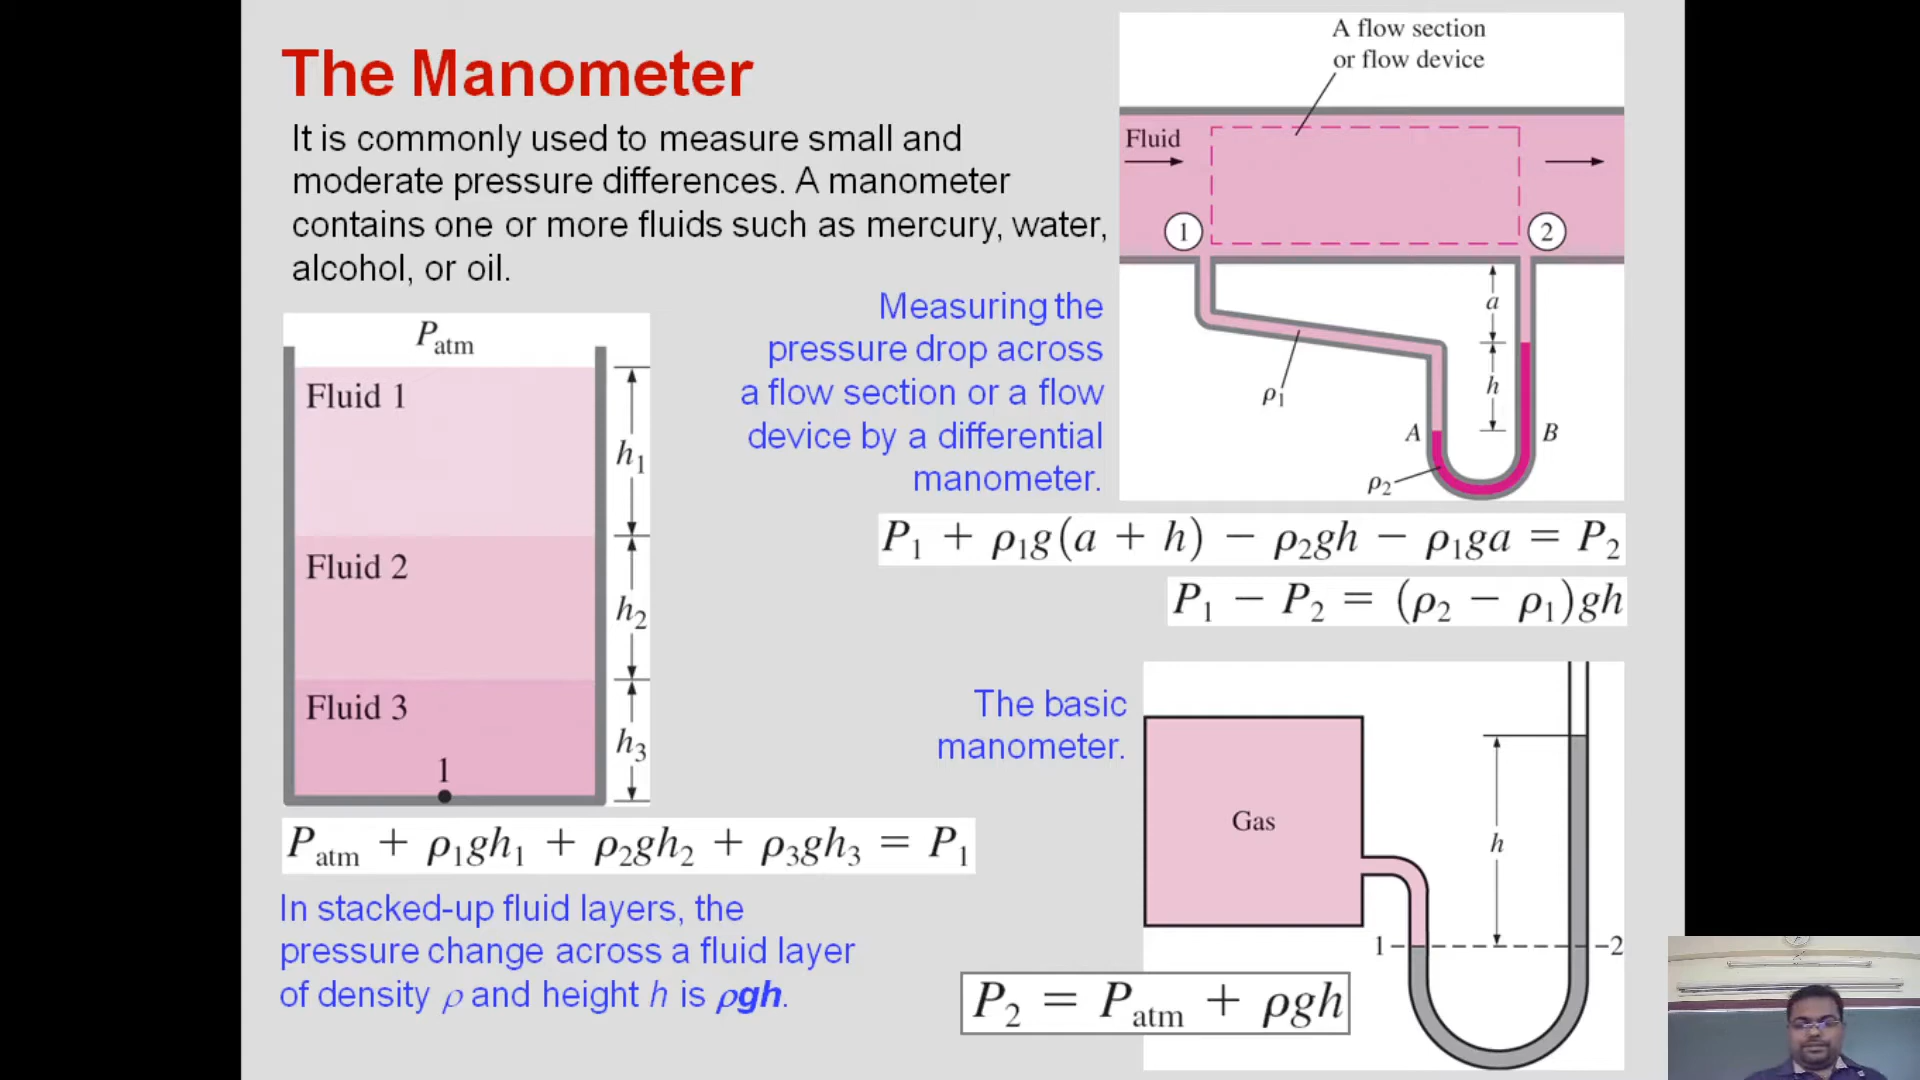 The Manometer
It is commonly used to measure small and
moderate pressure differences. A manometer
contains one or more fluids such as mercury, water,
alcohol, or oil.
A flow section
or flow device
Fluid
1
2
a
h
A
B
ρ1
ρ2
Measuring the
pressure drop across
a flow section or a flow
device by a differential
manometer.
P1 + ρ1g(a + h) − ρ2gh − ρ1ga = P2
P1 − P2 = (ρ2 − ρ1)gh
Patm
Fluid 1
h1
Fluid 2
h2
Fluid 3
h3
1
Patm + ρ1gh1 + ρ2gh2 + ρ3gh3 = P1
In stacked-up fluid layers, the
pressure change across a fluid layer
of density ρ and height h is ρgh.
The basic
manometer.
Gas
h
1
2
P2 = Patm + ρgh